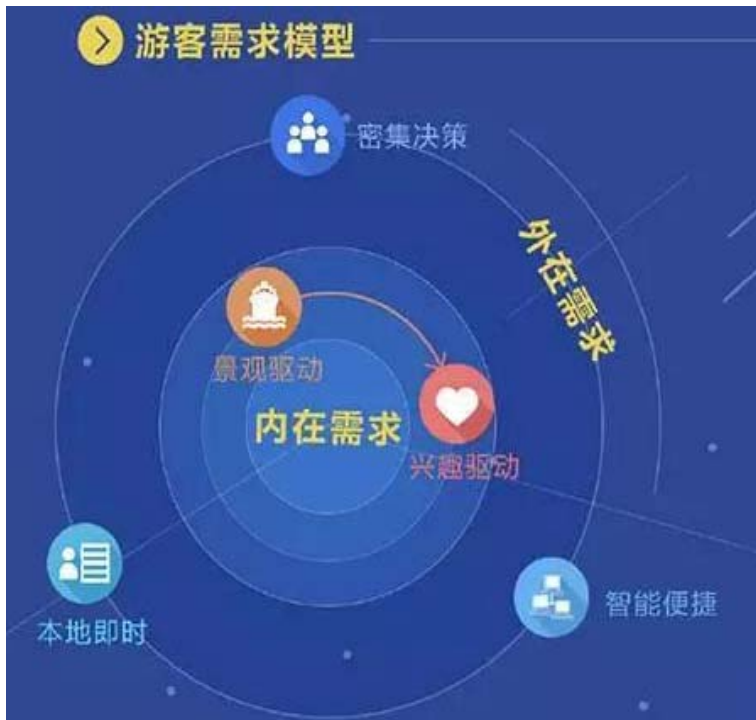 游客需求模型
密集决策
外在需求
景观驱动
内在需求
兴趣驱动
本地即时
智能便捷